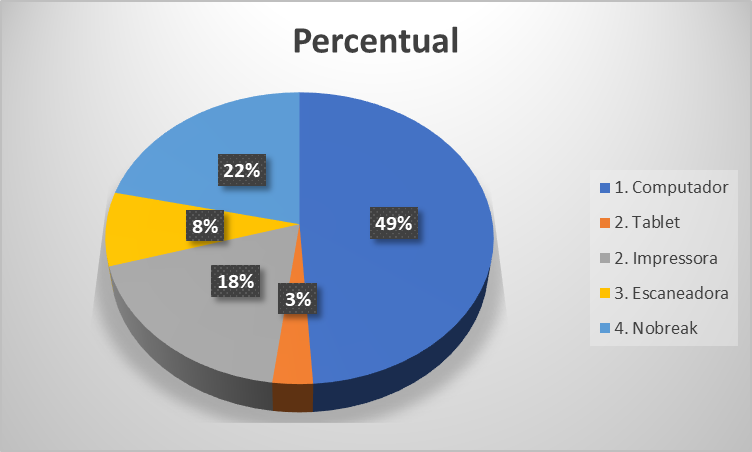 Percentual
22%
49%
8%
18%
3%
1. Computador
2. Tablet
2. Impressora
3. Escaneadora
4. Nobreak